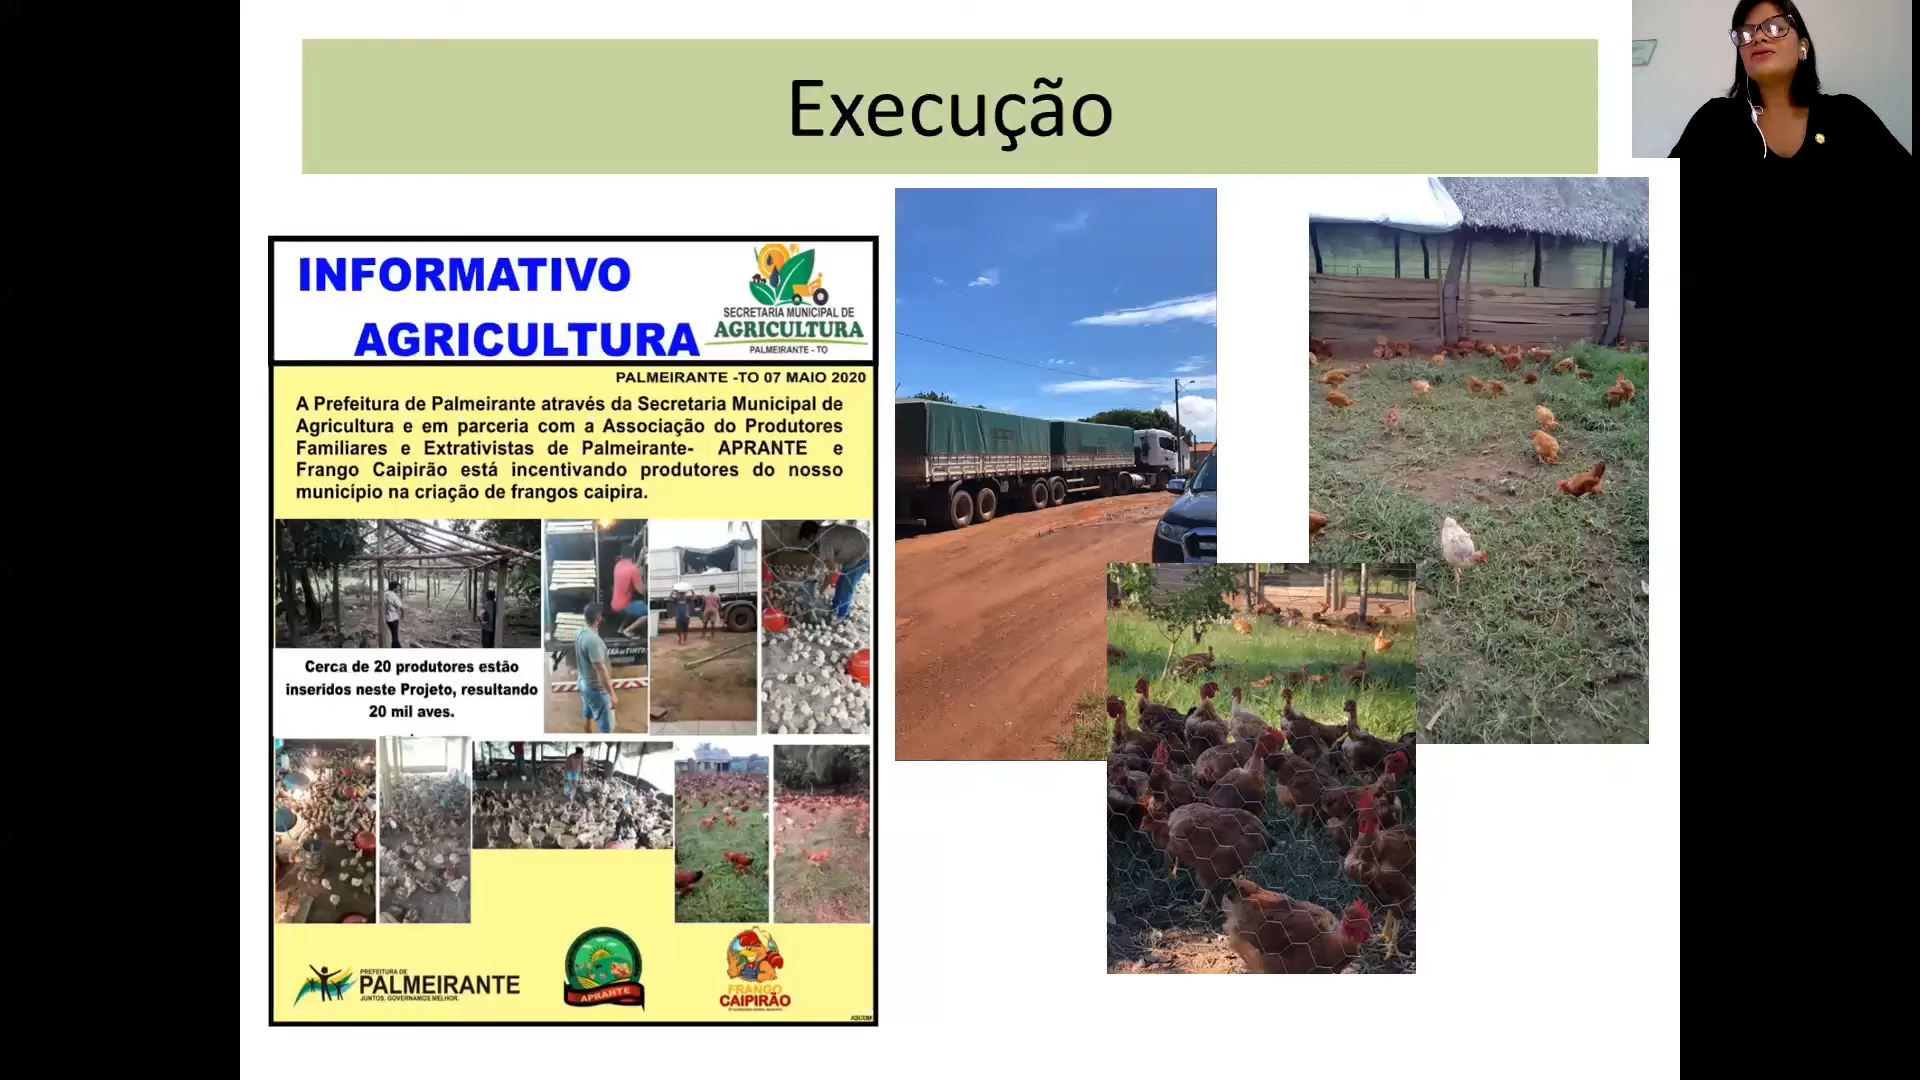 Execução
INFORMATIVO
AGRICULTURA
SECRETARIA MUNICIPAL DE
AGRICULTURA
PALMEIRANTE - TO
PALMEIRANTE -TO 07 MAIO 2020
A Prefeitura de Palmeirante através da Secretaria Municipal de
Agricultura e em parceria com a Associação do Produtores
Familiares e Extrativistas de Palmeirante- APRANTE e
Frango Caipirão está incentivando produtores do nosso
município na criação de frangos caipira.
Cerca de 20 produtores estão
inseridos neste Projeto, resultando
20 mil aves.
PREFEITURA DE
PALMEIRANTE
JUNTOS, GOVERNAMOS MELHOR.
APRANTE
FRANGO
CAIPIRÃO
ASCOM